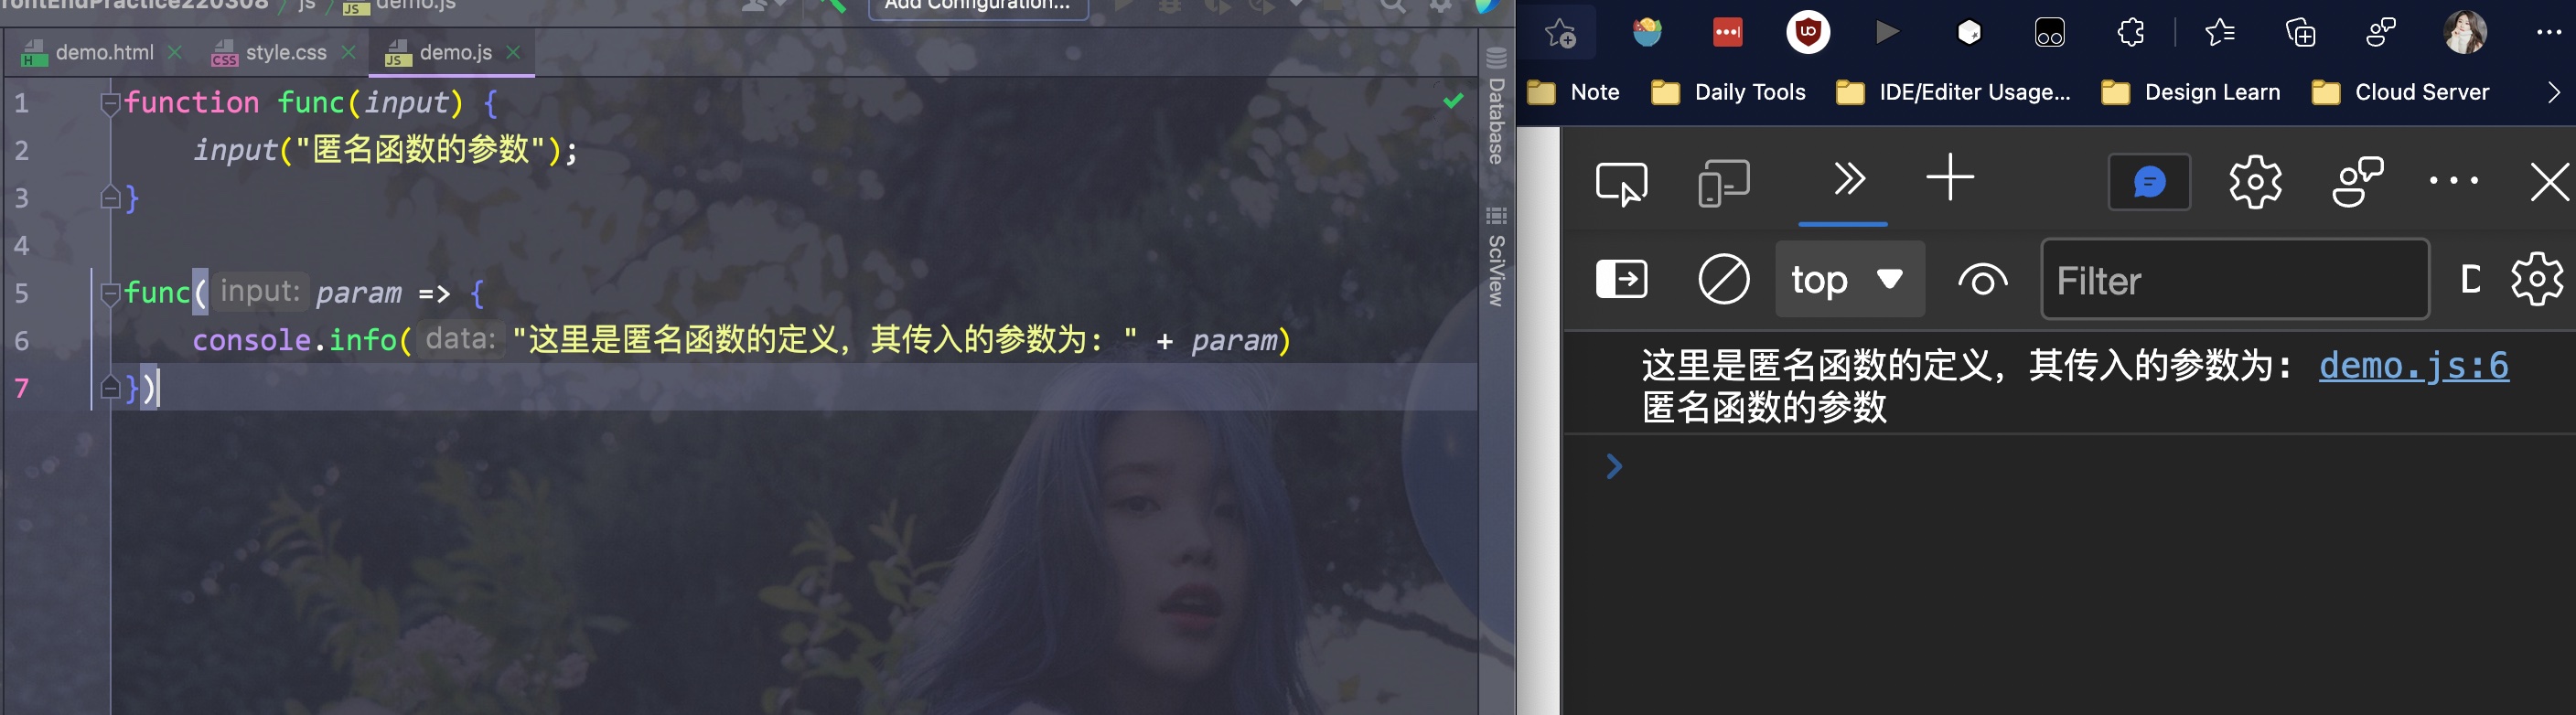 rontEndPractice220308 〉 js 〉 demo.js
Add Configuration...
demo.html
style.css
demo.js
1 function func(input) {
2 input("匿名函数的参数");
3 }
4
5 func( input: param => {
6 console.info( data: "这里是匿名函数的定义，其传入的参数为：" + param)
7 })
Database
SciView
Note Daily Tools IDE/Editer Usage... Design Learn Cloud Server
top Filter D
这里是匿名函数的定义，其传入的参数为： demo.js:6
匿名函数的参数